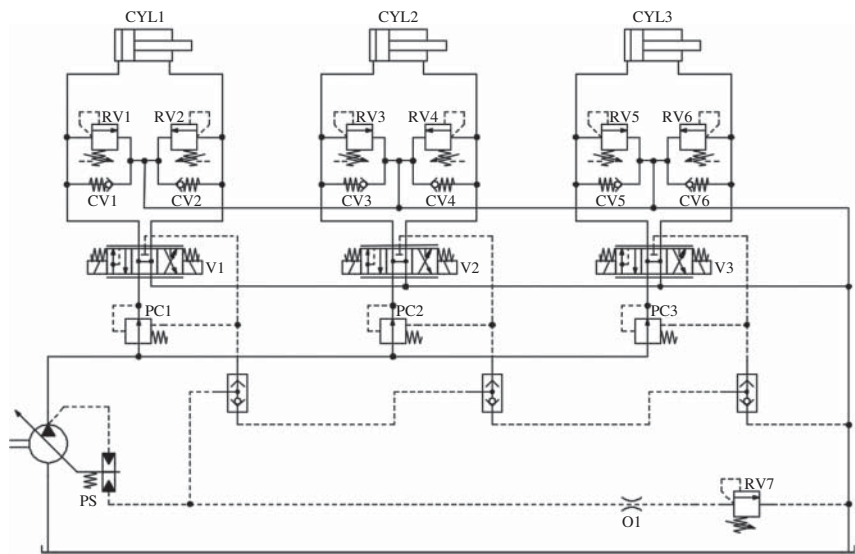 CYL1 CYL2 CYL3
RV1 RV2 RV3 RV4 RV5 RV6
CV1 CV2 CV3 CV4 CV5 CV6
V1 V2 V3
PC1 PC2 PC3
PS
RV7
O1